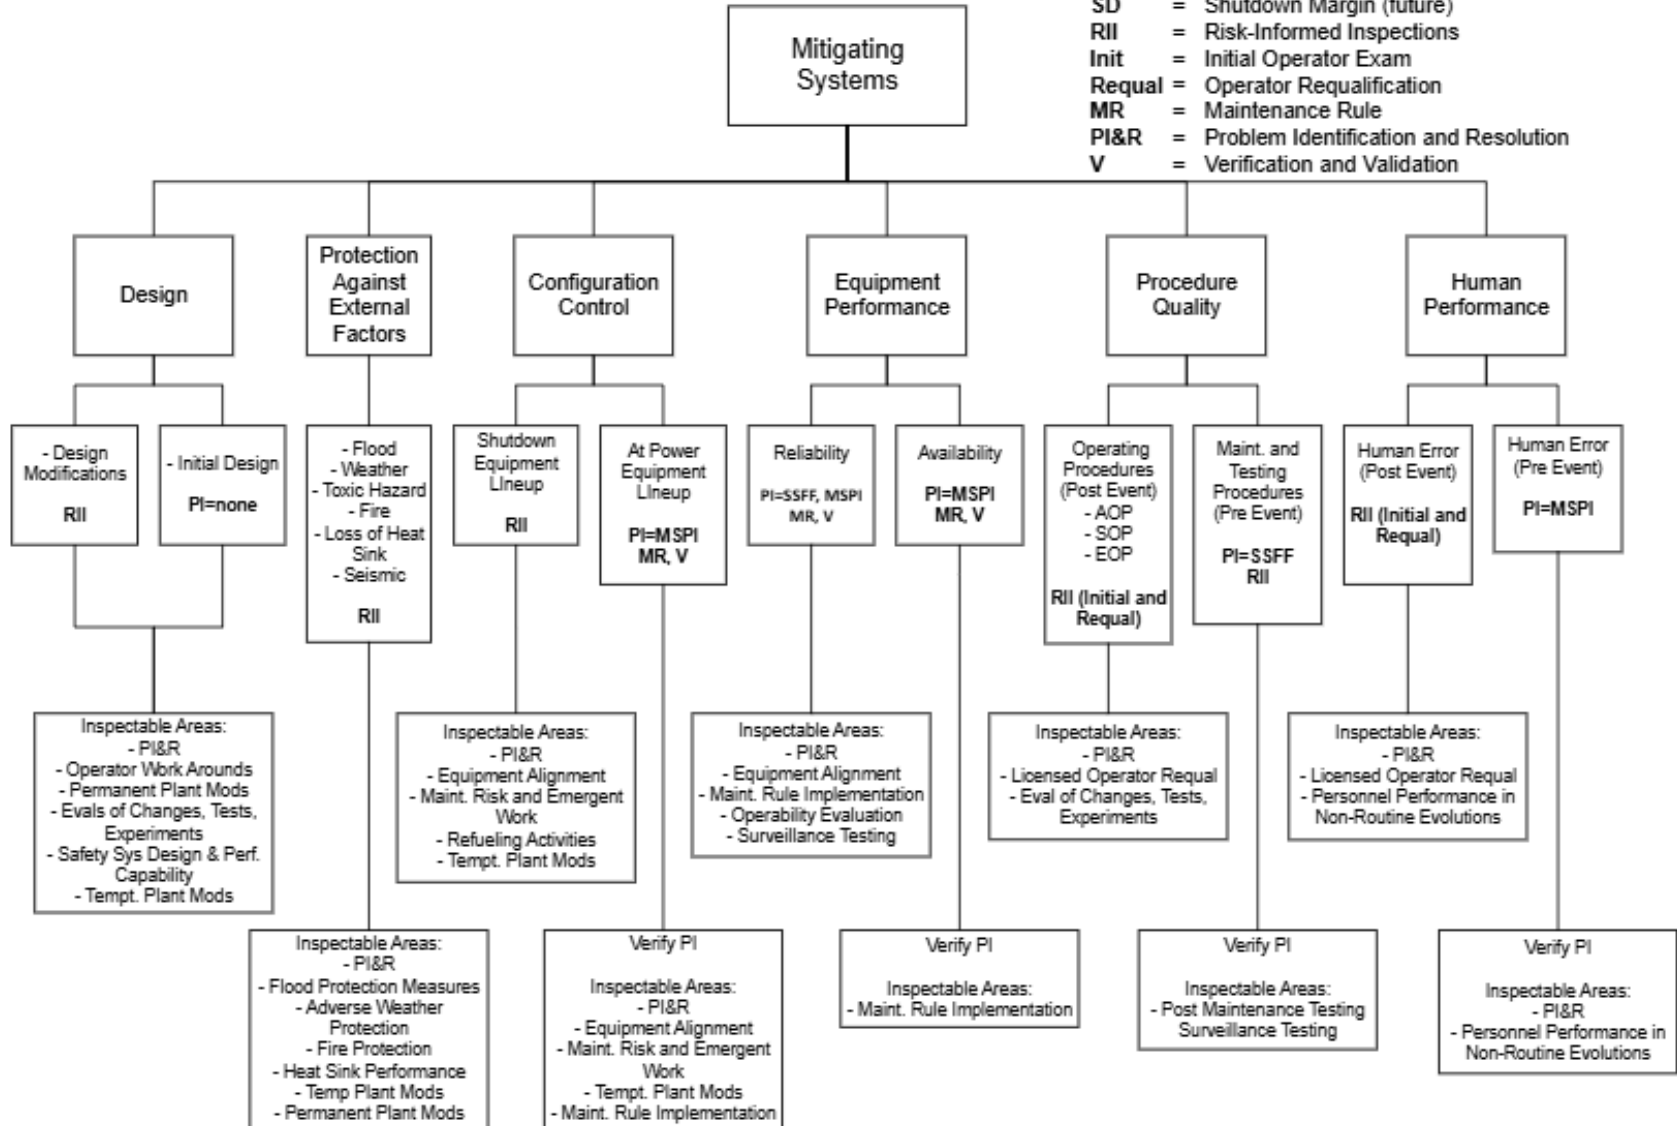 SD = Shutdown Margin (future)
RII = Risk-Informed Inspections
Init = Initial Operator Exam
Requal = Operator Requalification
MR = Maintenance Rule
PI&R = Problem Identification and Resolution
V = Verification and Validation
Mitigating
Systems
Design
Protection
Against
External
Factors
Configuration
Control
Equipment
Performance
Procedure
Quality
Human
Performance
- Design
Modifications
RII
- Initial Design
PI=none
- Flood
- Weather
- Toxic Hazard
- Fire
- Loss of Heat
Sink
- Seismic
RII
Shutdown
Equipment
LIneup
RII
At Power
Equipment
LIneup
PI=MSPI
MR, V
Reliability
PI=SSFF, MSPI
MR, V
Availability
PI=MSPI
MR, V
Operating
Procedures
(Post Event)
- AOP
- SOP
- EOP
RII (Initial and
Requal)
Maint. and
Testing
Procedures
(Pre Event)
PI=SSFF
RII
Human Error
(Post Event)
RII (Initial and
Requal)
Human Error
(Pre Event)
PI=MSPI
Inspectable Areas:
- PI&R
- Operator Work Arounds
- Permanent Plant Mods
- Evals of Changes, Tests,
Experiments
- Safety Sys Design & Perf.
Capability
- Tempt. Plant Mods
Inspectable Areas:
- PI&R
- Equipment Alignment
- Maint. Risk and Emergent
Work
- Refueling Activities
- Tempt. Plant Mods
Inspectable Areas:
- PI&R
- Equipment Alignment
- Maint. Rule Implementation
- Operability Evaluation
- Surveillance Testing
Inspectable Areas:
- PI&R
- Licensed Operator Requal
- Eval of Changes, Tests,
Experiments
Inspectable Areas:
- PI&R
- Licensed Operator Requal
- Personnel Performance in
Non-Routine Evolutions
Inspectable Areas:
- PI&R
- Flood Protection Measures
- Adverse Weather
Protection
- Fire Protection
- Heat Sink Performance
- Temp Plant Mods
- Permanent Plant Mods
Verify PI
Inspectable Areas:
- PI&R
- Equipment Alignment
- Maint. Risk and Emergent
Work
- Tempt. Plant Mods
- Maint. Rule Implementation
Verify PI
Inspectable Areas:
- Maint. Rule Implementation
Verify PI
Inspectable Areas:
- Post Maintenance Testing
Surveillance Testing
Verify PI
Inspectable Areas:
- PI&R
- Personnel Performance in
Non-Routine Evolutions